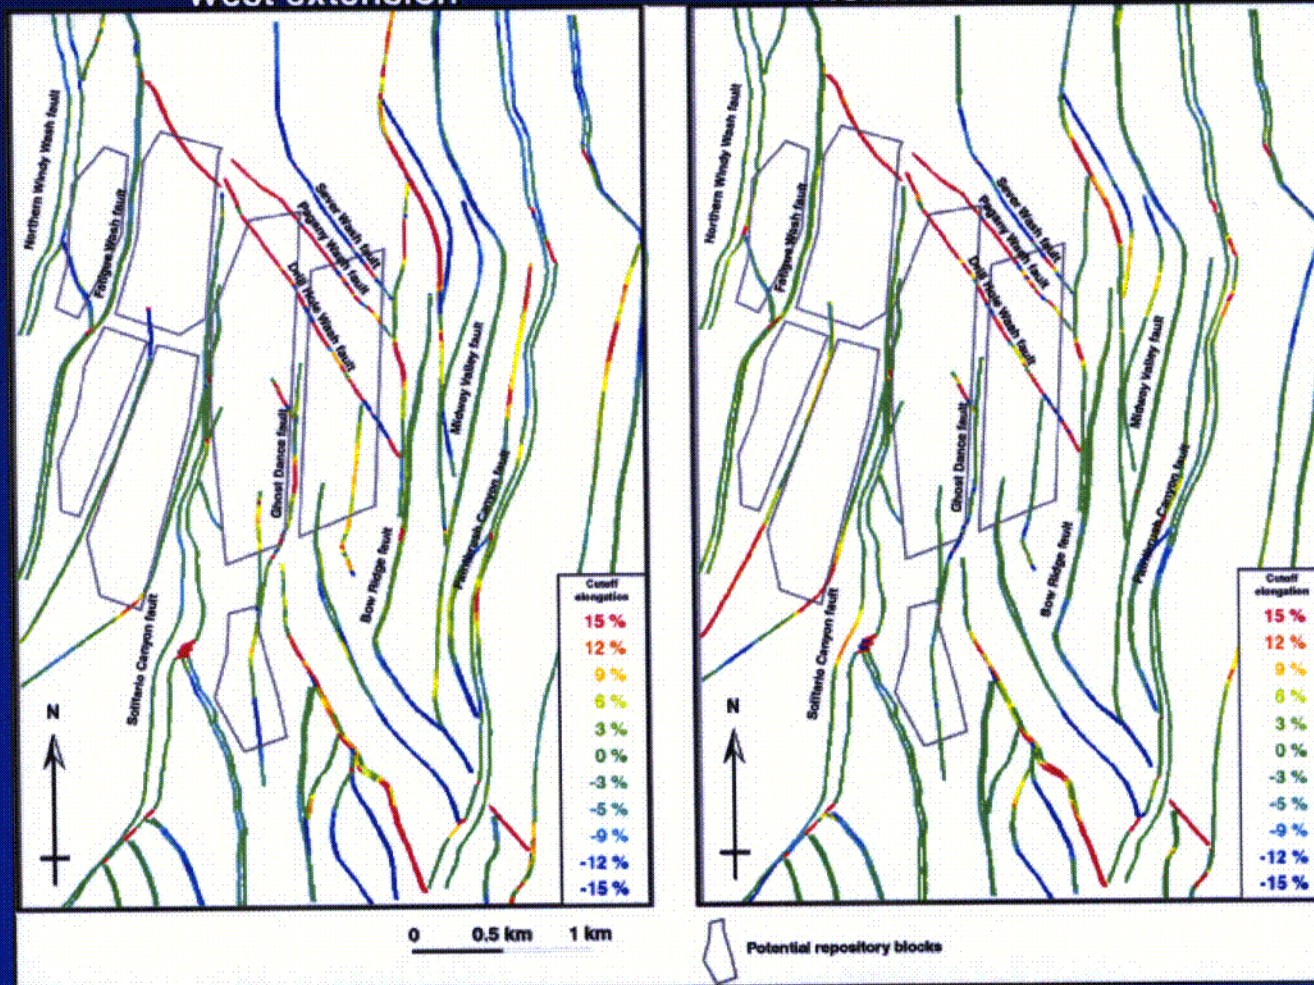 West extension
Northern Windy Wash fault
Fatigue Wash fault
Sever Wash fault
Pagany Wash fault
Drill Hole Wash fault
Midway Valley fault
Ghost Dance fault
Paintbrush Canyon fault
Bow Ridge fault
Solitario Canyon fault
N
Cutoff
elongation
15 %
12 %
9 %
6 %
3 %
0 %
-3 %
-5 %
-9 %
-12 %
-15 %
Northern Windy Wash fault
Fatigue Wash fault
Sever Wash fault
Pagany Wash fault
Drill Hole Wash fault
Midway Valley fault
Ghost Dance fault
Paintbrush Canyon fault
Bow Ridge fault
Solitario Canyon fault
N
Cutoff
elongation
15 %
12 %
9 %
6 %
3 %
0 %
-3 %
-5 %
-9 %
-12 %
-15 %
0 0.5 km 1 km
Potential repository blocks